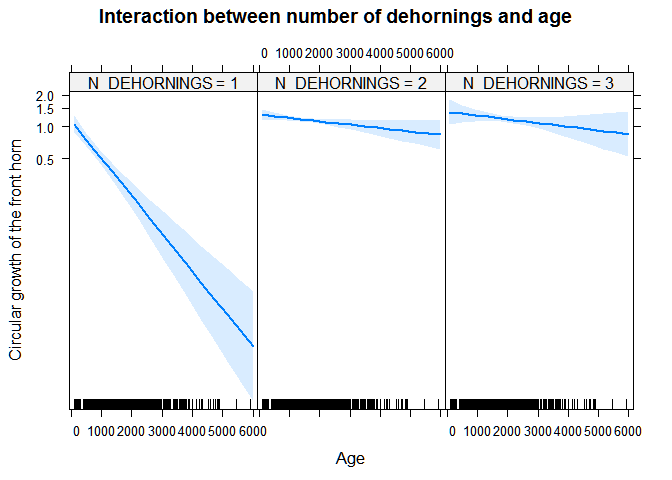 Interaction between number of dehornings and age
0 1000 2000 3000 4000 5000 6000
N_DEHORNINGS = 1 N_DEHORNINGS = 2 N_DEHORNINGS = 3
2.0
1.5
1.0
0.5
Circular growth of the front horn
0 1000 2000 3000 4000 5000 6000 0 1000 2000 3000 4000 5000 6000
Age